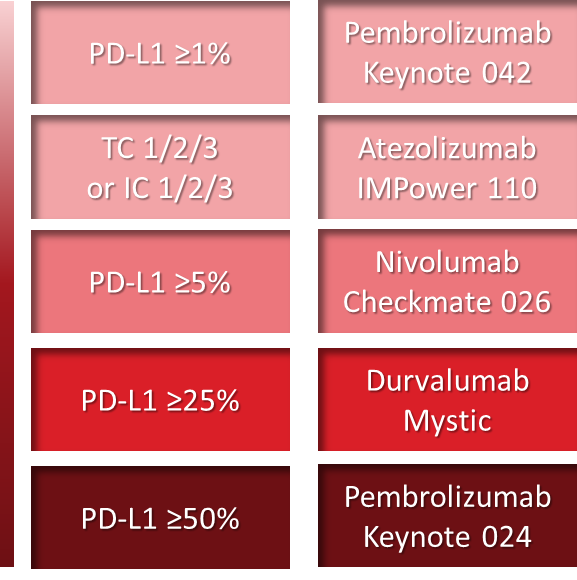 PD-L1 ≥1%
Pembrolizumab
Keynote 042
TC 1/2/3
or IC 1/2/3
Atezolizumab
IMPower 110
PD-L1 ≥5%
Nivolumab
Checkmate 026
PD-L1 ≥25%
Durvalumab
Mystic
PD-L1 ≥50%
Pembrolizumab
Keynote 024